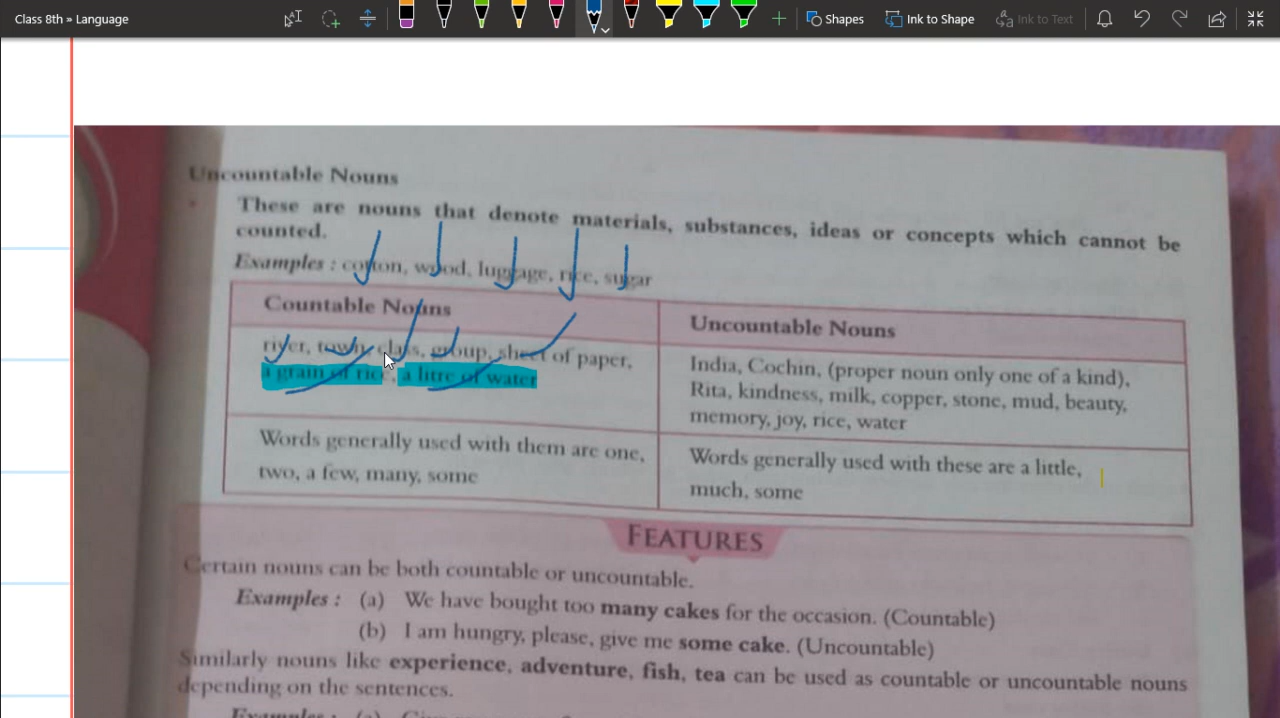 Class 8th » Language
Shapes
Ink to Shape
Ink to Text
Uncountable Nouns
These are nouns that denote materials, substances, ideas or concepts which cannot be
counted.
Examples : cotton, wood, luggage, rice, sugar
Countable Nouns
river, town, class, group, sheet of paper,
a grain of rice, a litre of water
Uncountable Nouns
India, Cochin, (proper noun only one of a kind),
Rita, kindness, milk, copper, stone, mud, beauty,
memory, joy, rice, water
Words generally used with them are one,
two, a few, many, some
Words generally used with these are a little,
much, some
FEATURES
Certain nouns can be both countable or uncountable.
Examples : (a) We have bought too many cakes for the occasion. (Countable)
(b) I am hungry, please, give me some cake. (Uncountable)
Similarly nouns like experience, adventure, fish, tea can be used as countable or uncountable nouns
depending on the sentences.